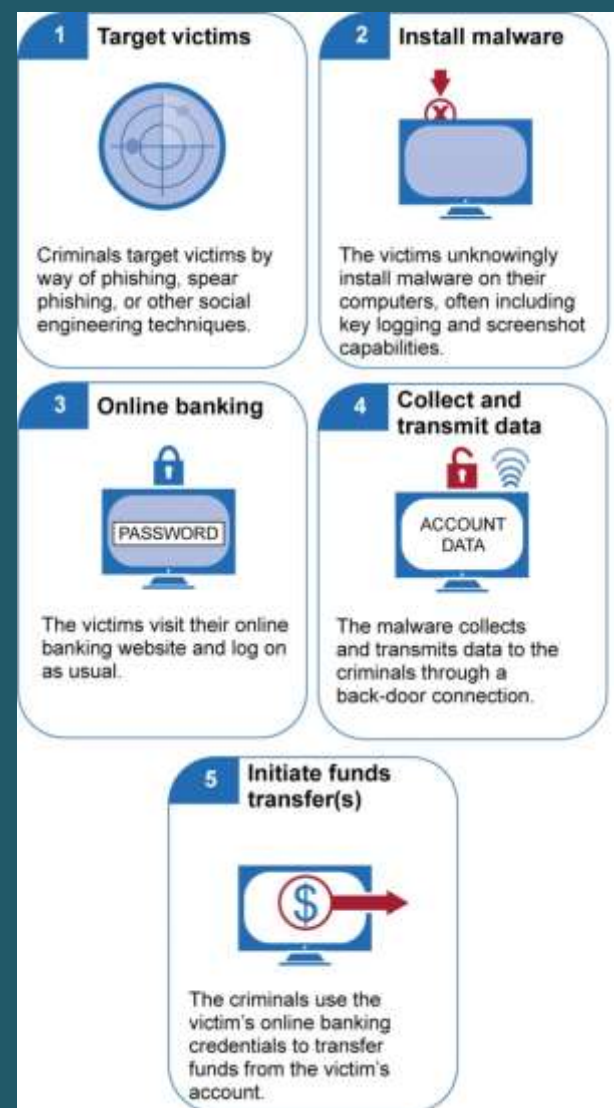 1 Target victims
Criminals target victims by
way of phishing, spear
phishing, or other social
engineering techniques.
2 Install malware
X
The victims unknowingly
install malware on their
computers, often including
key logging and screenshot
capabilities.
3 Online banking
PASSWORD
The victims visit their online
banking website and log on
as usual.
4 Collect and
transmit data
ACCOUNT
DATA
The malware collects
and transmits data to the
criminals through a
back-door connection.
5 Initiate funds
transfer(s)
$
The criminals use the
victim's online banking
credentials to transfer
funds from the victim's
account.